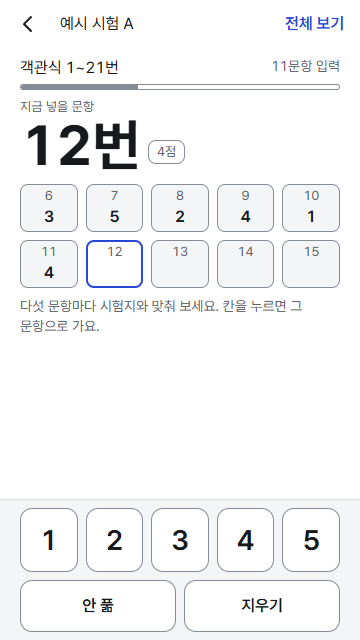 예시 시험 A
전체 보기
객관식 1~21번
11문항 입력
지금 넣을 문항
12번
4점
6 7 8 9 10
3 5 2 4 1
11 12 13 14 15
4
다섯 문항마다 시험지와 맞춰 보세요. 칸을 누르면 그
문항으로 가요.
1 2 3 4 5
안 풂
지우기